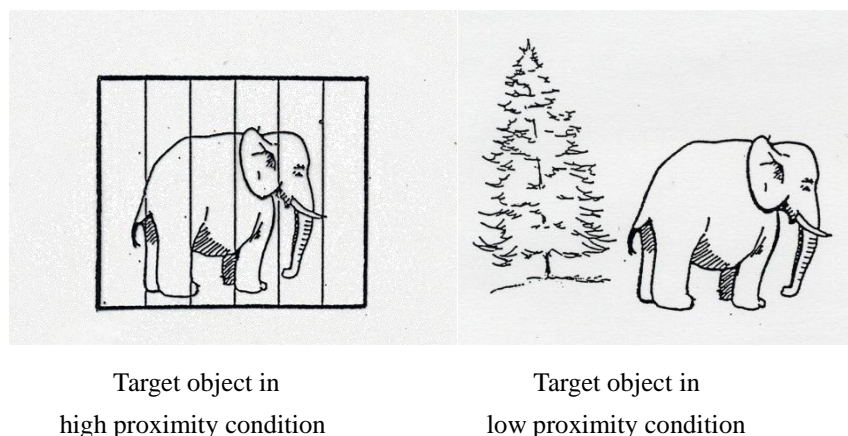 Target object in
high proximity condition
Target object in
low proximity condition